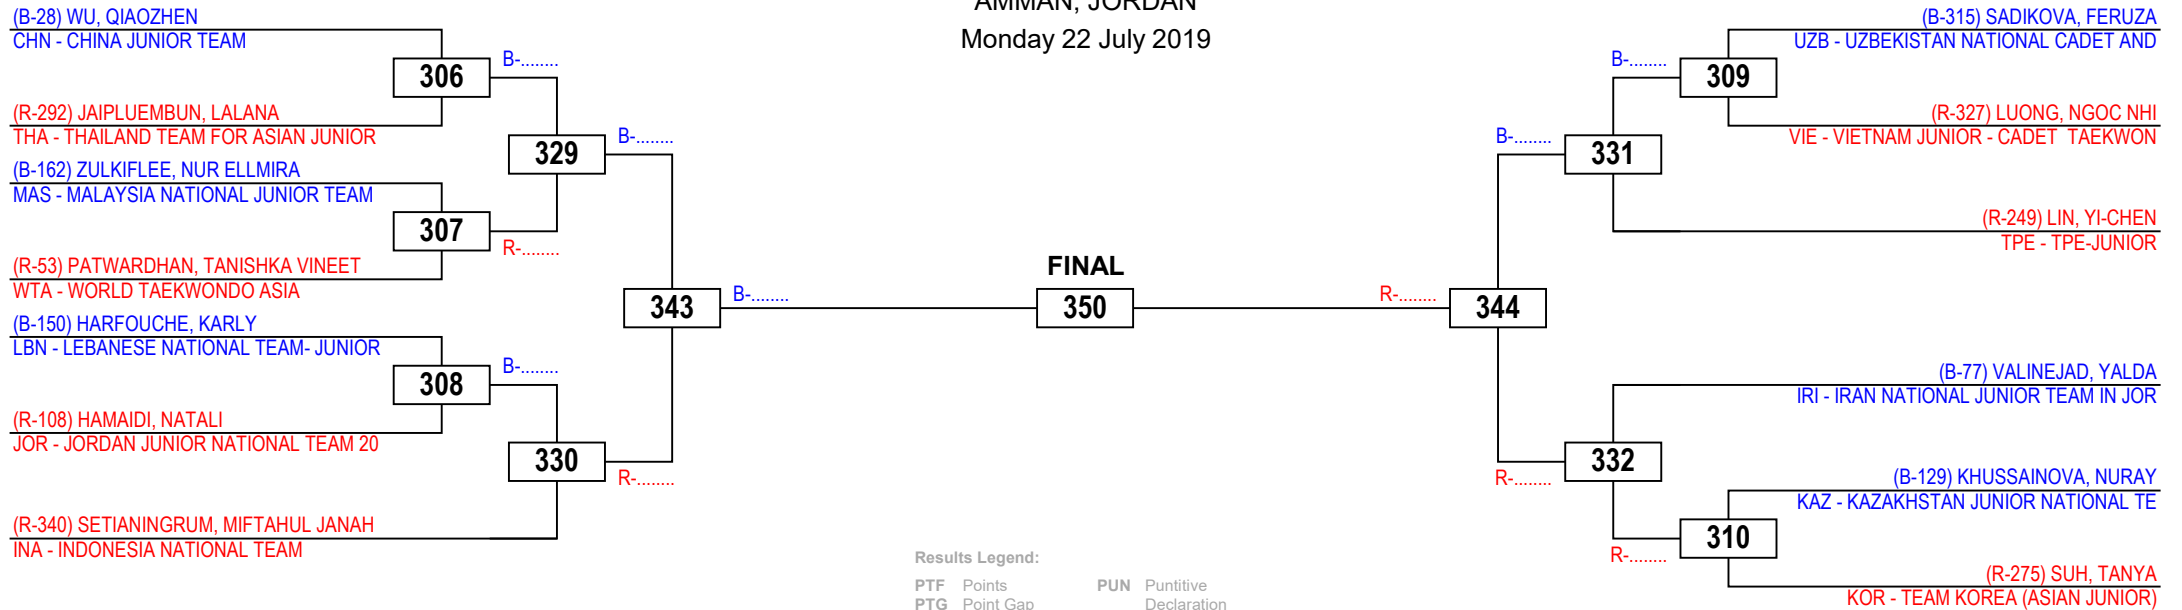 AMMAN, JORDAN
Monday 22 July 2019
(B-28) WU, QIAOZHEN
CHN - CHINA JUNIOR TEAM
306
B-........
(R-292) JAIPLUEMBUN, LALANA
THA - THAILAND TEAM FOR ASIAN JUNIOR
329
B-........
(B-162) ZULKIFLEE, NUR ELLMIRA
MAS - MALAYSIA NATIONAL JUNIOR TEAM
307
R-........
(R-53) PATWARDHAN, TANISHKA VINEET
WTA - WORLD TAEKWONDO ASIA
343
B-........
(B-150) HARFOUCHE, KARLY
LBN - LEBANESE NATIONAL TEAM- JUNIOR
308
B-........
(R-108) HAMAIDI, NATALI
JOR - JORDAN JUNIOR NATIONAL TEAM 20
330
R-........
(R-340) SETIANINGRUM, MIFTAHUL JANAH
INA - INDONESIA NATIONAL TEAM
FINAL
350
(B-315) SADIKOVA, FERUZA
UZB - UZBEKISTAN NATIONAL CADET AND
B-........
309
(R-327) LUONG, NGOC NHI
VIE - VIETNAM JUNIOR - CADET  TAEKWON
B-........
331
(R-249) LIN, YI-CHEN
TPE - TPE-JUNIOR
R-........
344
(B-77) VALINEJAD, YALDA
IRI - IRAN NATIONAL JUNIOR TEAM IN JOR
332
R-........
(B-129) KHUSSAINOVA, NURAY
KAZ - KAZAKHSTAN JUNIOR NATIONAL TE
310
R-........
(R-275) SUH, TANYA
KOR - TEAM KOREA (ASIAN JUNIOR)
Results Legend:
PTF Points
PUN Puntitive
PTG Point Gap
Declaration